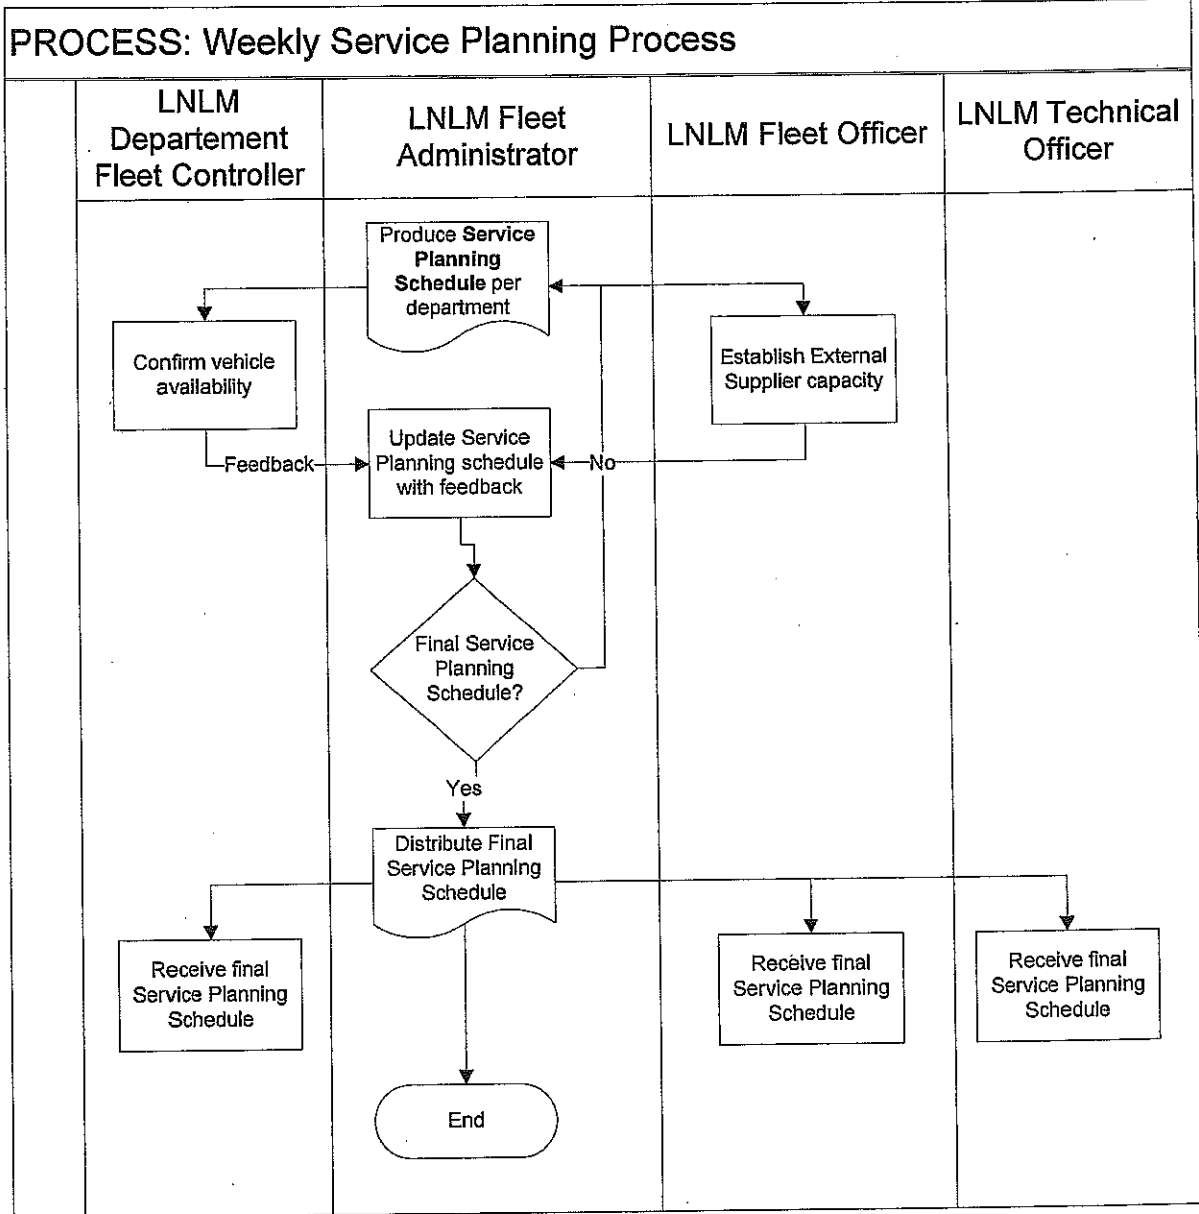 PROCESS: Weekly Service Planning Process
LNLM
Departement
Fleet Controller
LNLM Fleet
Administrator
LNLM Fleet Officer
LNLM Technical
Officer
Produce Service
Planning
Schedule per
department
Confirm vehicle
availability
Establish External
Supplier capacity
Update Service
Planning schedule
with feedback
Feedback
No
Final Service
Planning
Schedule?
Yes
Distribute Final
Service Planning
Schedule
Receive final
Service Planning
Schedule
Receive final
Service Planning
Schedule
Receive final
Service Planning
Schedule
End